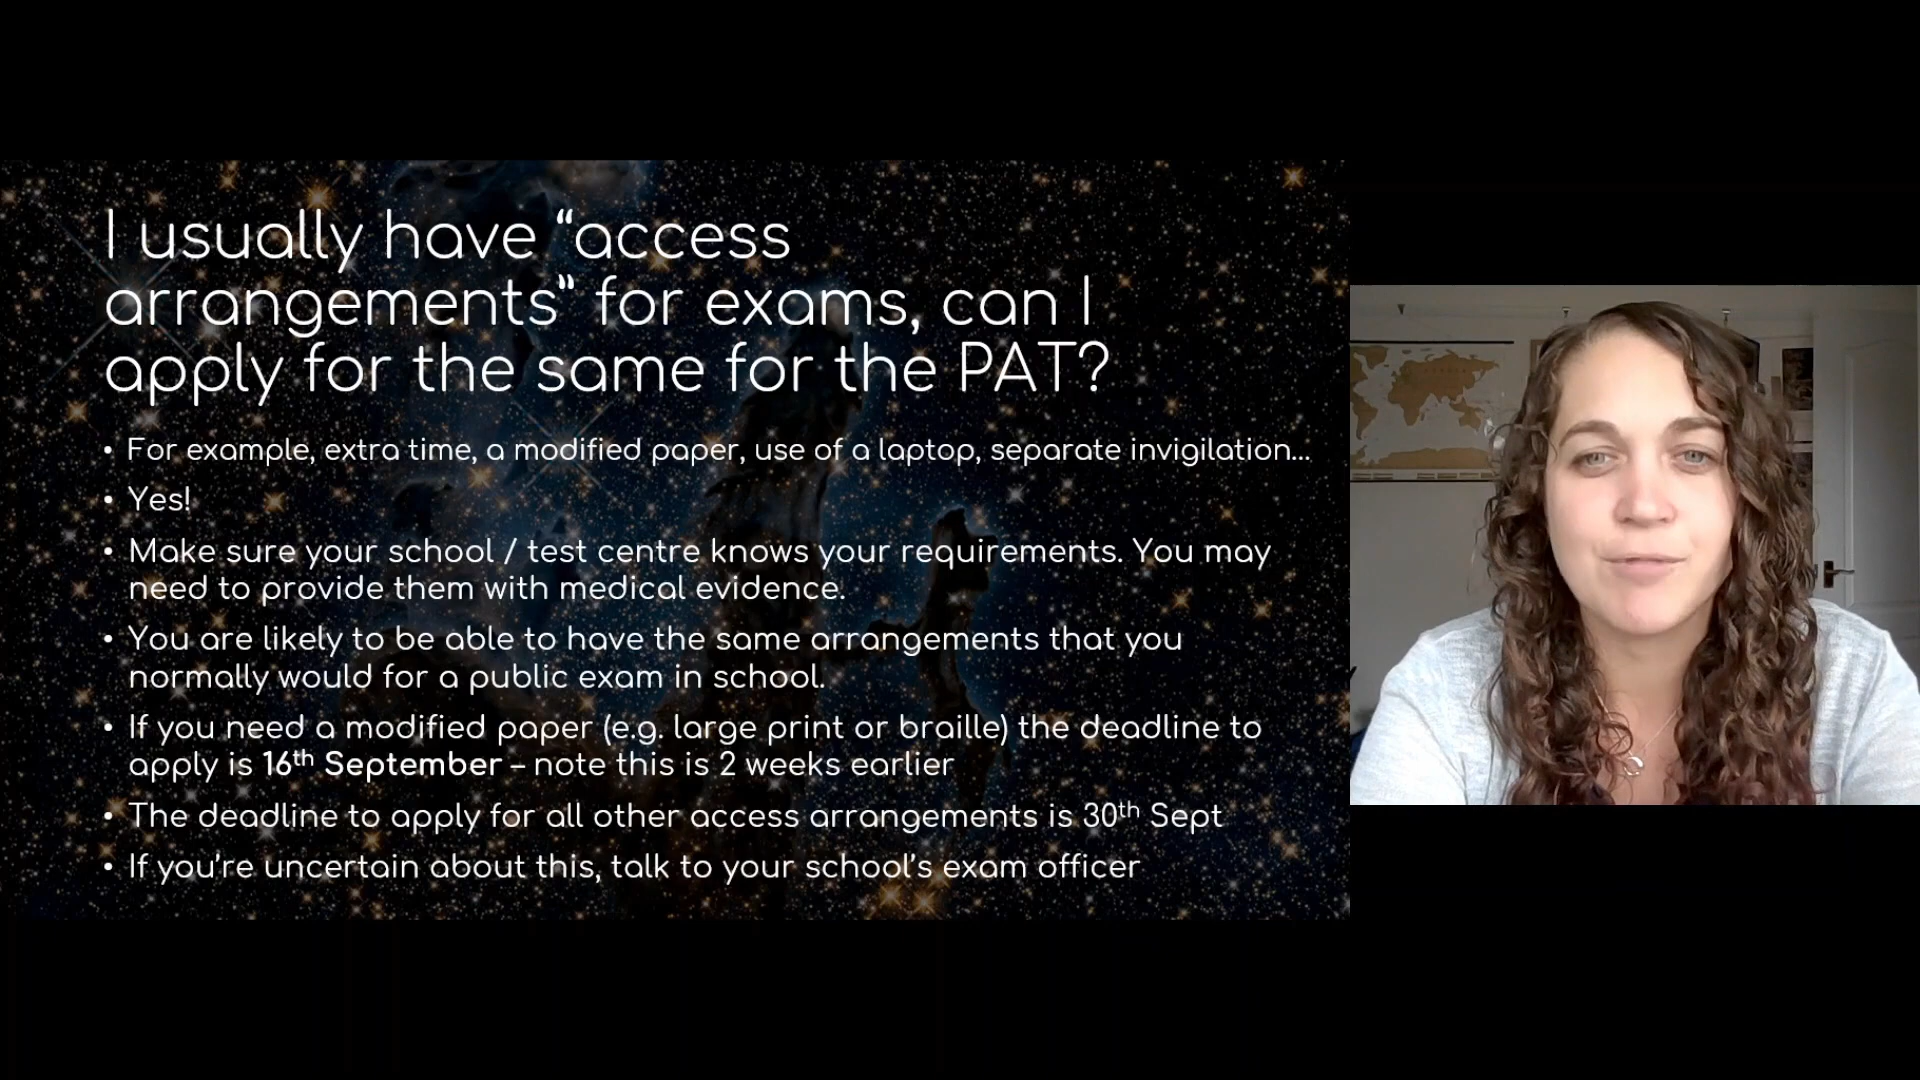 I usually have “access
arrangements” for exams, can I
apply for the same for the PAT?
• For example, extra time, a modified paper, use of a laptop, separate invigilation…
• Yes!
• Make sure your school / test centre knows your requirements. You may
need to provide them with medical evidence.
• You are likely to be able to have the same arrangements that you
normally would for a public exam in school.
• If you need a modified paper (e.g. large print or braille) the deadline to
apply is 16th September – note this is 2 weeks earlier
• The deadline to apply for all other access arrangements is 30th Sept
• If you’re uncertain about this, talk to your school’s exam officer